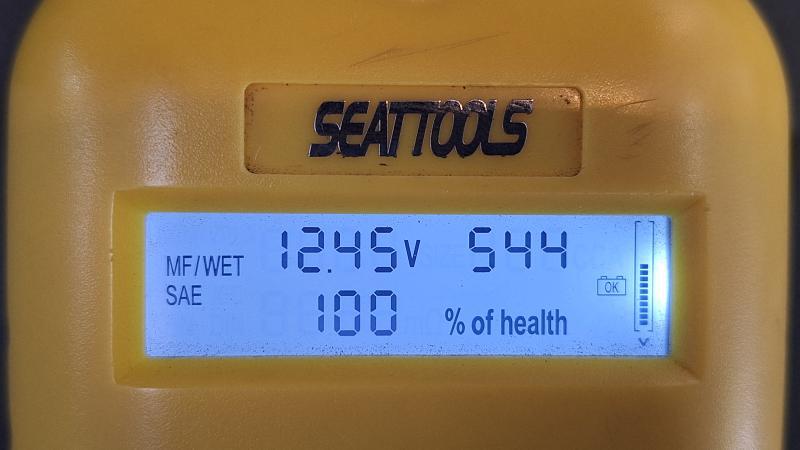 SEATTOOLS
MF/WET 12.45V 544
SAE
OK
100 % of health